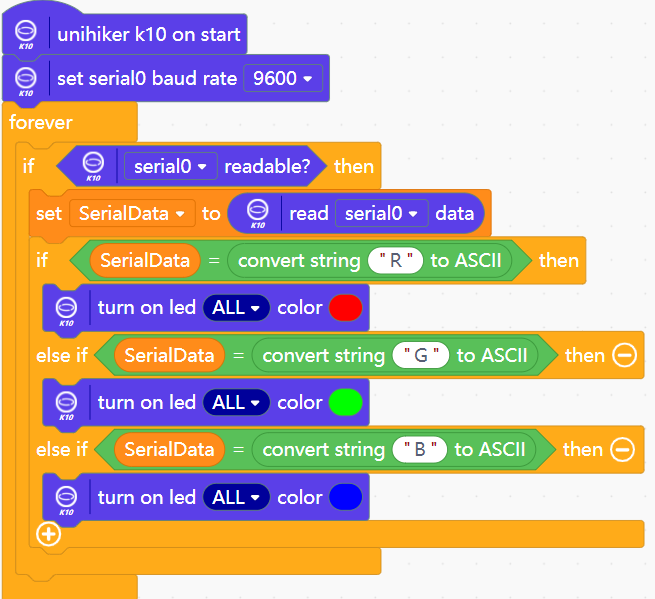 K10 unihiker k10 on start
K10 set serial0 baud rate 9600
forever
if K10 serial0 readable? then
set SerialData to K10 read serial0 data
if SerialData = convert string "R" to ASCII then
K10 turn on led ALL color
else if SerialData = convert string "G" to ASCII then
K10 turn on led ALL color
else if SerialData = convert string "B" to ASCII then
K10 turn on led ALL color